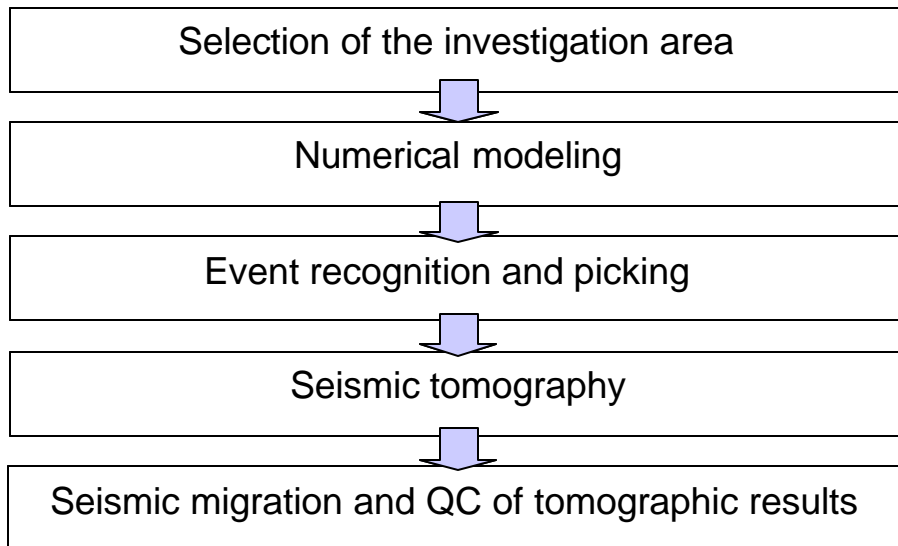 Selection of the investigation area
Numerical modeling
Event recognition and picking
Seismic tomography
Seismic migration and QC of tomographic results